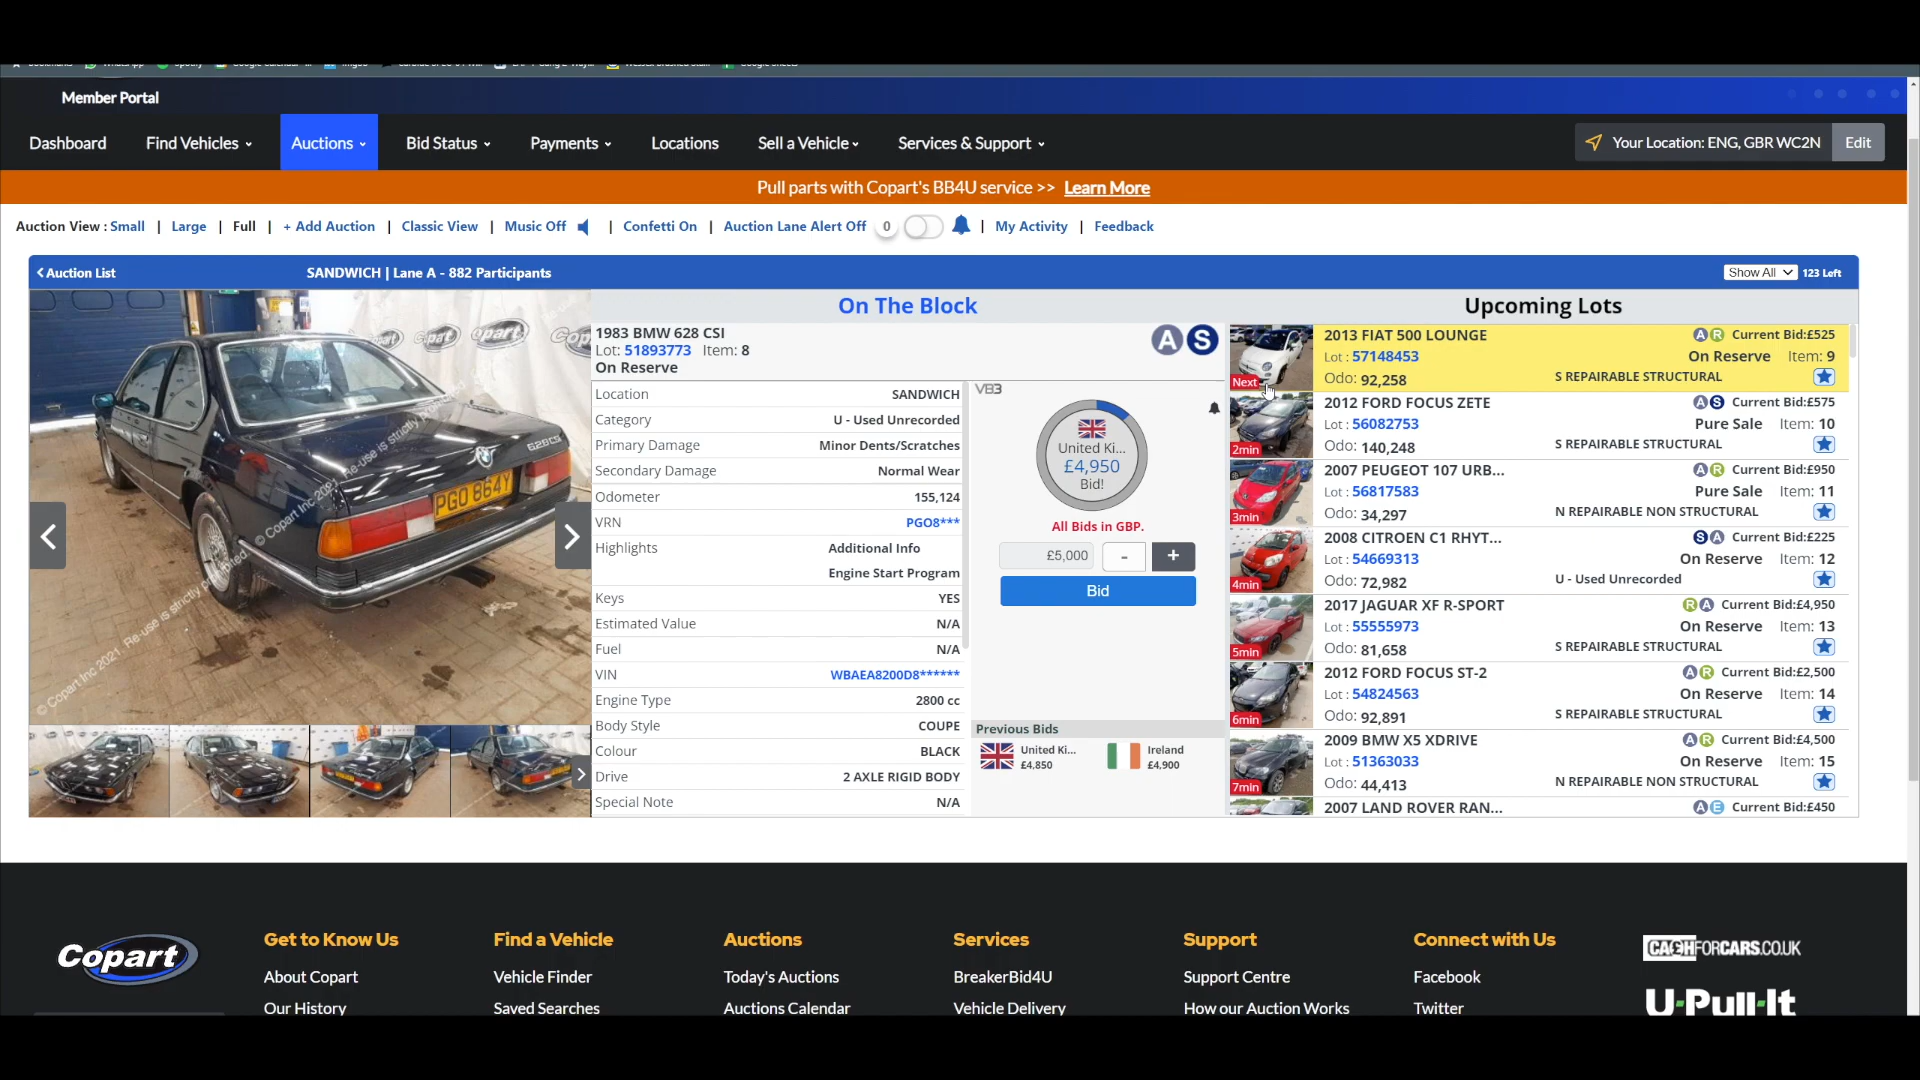 WhatsApp
Spotify
Member Portal
Dashboard
Find Vehicles
Auctions
Bid Status
Payments
Locations
Sell a Vehicle
Services & Support
Your Location: ENG, GBR WC2N
Edit
Pull parts with Copart's BB4U service >> Learn More
Auction View : Small | Large | Full | + Add Auction | Classic View | Music Off | Confetti On | Auction Lane Alert Off 0 | My Activity | Feedback
Auction List
SANDWICH | Lane A - 882 Participants
Show All
123 Left
628CSi
PGO 864Y
© Copart Inc 2021. Re-use is strictly permitted.
On The Block
1983 BMW 628 CSI
Lot: 51893773 Item: 8
On Reserve
A S
Location SANDWICH
Category U - Used Unrecorded
Primary Damage Minor Dents/Scratches
Secondary Damage Normal Wear
Odometer 155,124
VRN PGO8***
Highlights Additional Info
Engine Start Program
Keys YES
Estimated Value N/A
Fuel N/A
VIN WBAEA8200D8******
Engine Type 2800 cc
Body Style COUPE
Colour BLACK
Drive 2 AXLE RIGID BODY
Special Note N/A
VB3
United Ki...
£4,950
Bid!
All Bids in GBP.
£5,000 - +
Bid
Previous Bids
United Ki...
£4,850
Ireland
£4,900
Upcoming Lots
2013 FIAT 500 LOUNGE A R Current Bid:£525
Lot : 57148453 On Reserve Item: 9
Next Odo: 92,258 S REPAIRABLE STRUCTURAL
2012 FORD FOCUS ZETE A S Current Bid:£575
Lot : 56082753 Pure Sale Item: 10
2min Odo: 140,248 S REPAIRABLE STRUCTURAL
2007 PEUGEOT 107 URB... A R Current Bid:£950
Lot : 56817583 Pure Sale Item: 11
3min Odo: 34,297 N REPAIRABLE NON STRUCTURAL
2008 CITROEN C1 RHYT... S A Current Bid:£225
Lot : 54669313 On Reserve Item: 12
4min Odo: 72,982 U - Used Unrecorded
2017 JAGUAR XF R-SPORT R A Current Bid:£4,950
Lot : 55555973 On Reserve Item: 13
5min Odo: 81,658 S REPAIRABLE STRUCTURAL
2012 FORD FOCUS ST-2 A R Current Bid:£2,500
Lot : 54824563 On Reserve Item: 14
6min Odo: 92,891 S REPAIRABLE STRUCTURAL
2009 BMW X5 XDRIVE A R Current Bid:£4,500
Lot : 51363033 On Reserve Item: 15
7min Odo: 44,413 N REPAIRABLE NON STRUCTURAL
2007 LAND ROVER RAN... A E Current Bid:£450
Copart
Get to Know Us
About Copart
Our History
Find a Vehicle
Vehicle Finder
Saved Searches
Auctions
Today's Auctions
Auctions Calendar
Services
BreakerBid4U
Vehicle Delivery
Support
Support Centre
How our Auction Works
Connect with Us
Facebook
Twitter
CASHFORCARS.CO.UK
U-Pull-It